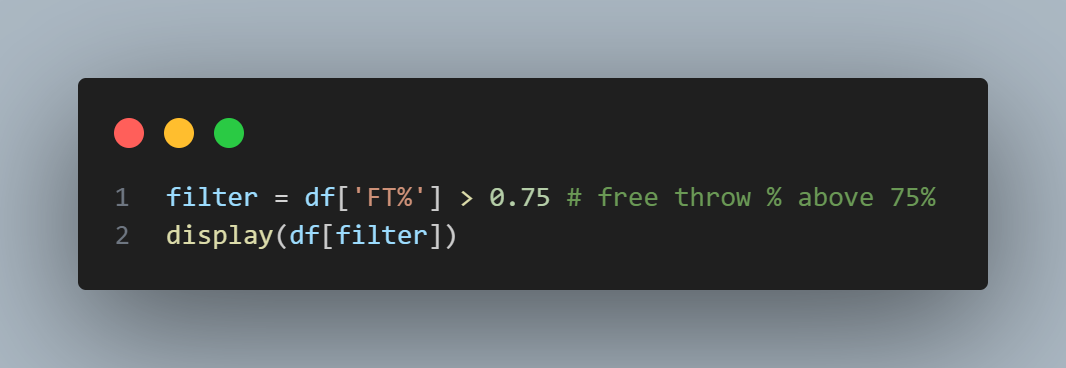 1 filter = df['FT%'] > 0.75 # free throw % above 75%
2 display(df[filter])